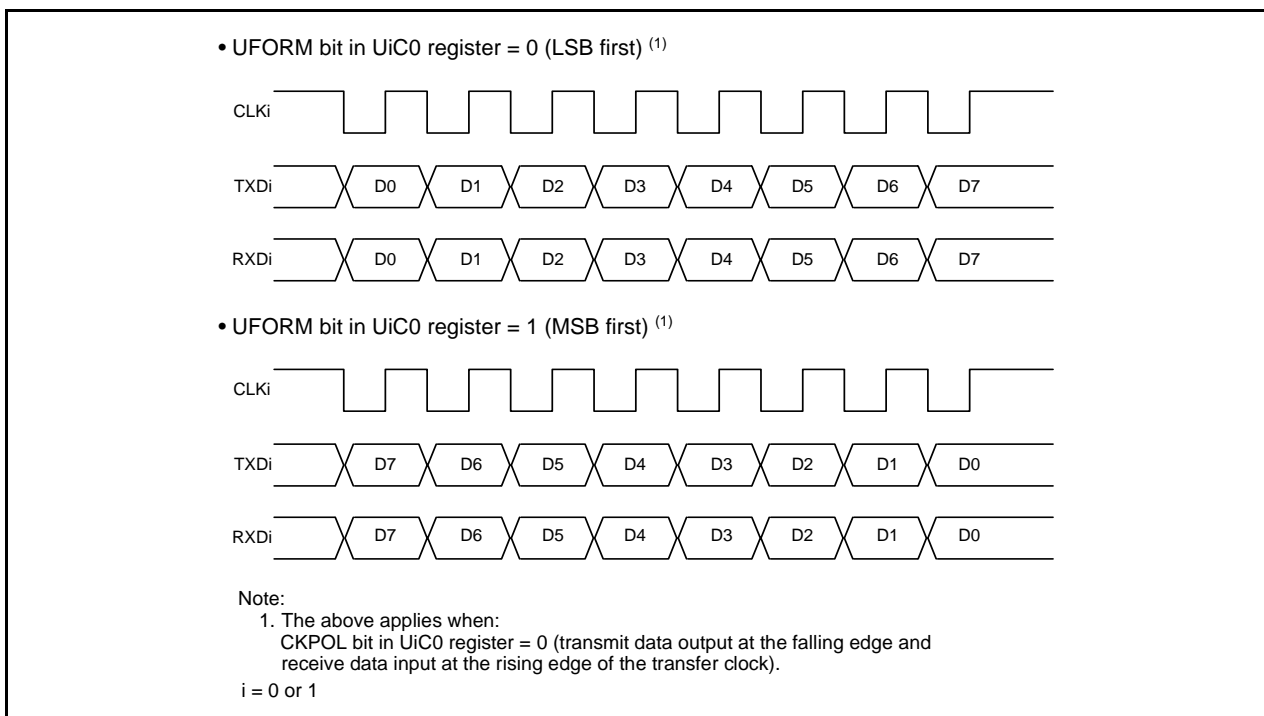 • UFORM bit in UiC0 register = 0 (LSB first) (1)
CLKi
TXDi D0 D1 D2 D3 D4 D5 D6 D7
RXDi D0 D1 D2 D3 D4 D5 D6 D7
• UFORM bit in UiC0 register = 1 (MSB first) (1)
CLKi
TXDi D7 D6 D5 D4 D3 D2 D1 D0
RXDi D7 D6 D5 D4 D3 D2 D1 D0
Note:
1. The above applies when:
CKPOL bit in UiC0 register = 0 (transmit data output at the falling edge and
receive data input at the rising edge of the transfer clock).
i = 0 or 1